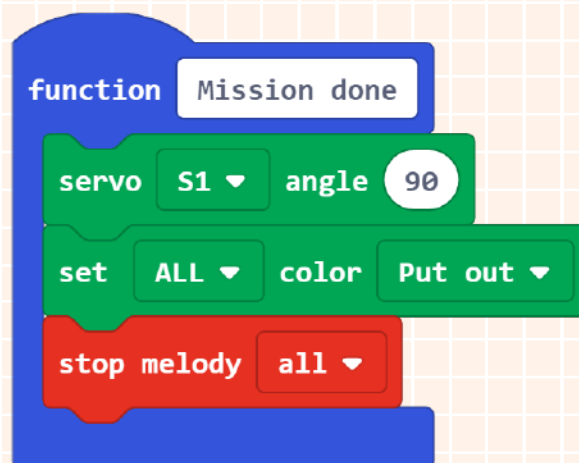 function Mission done
servo S1 angle 90
set ALL color Put out
stop melody all